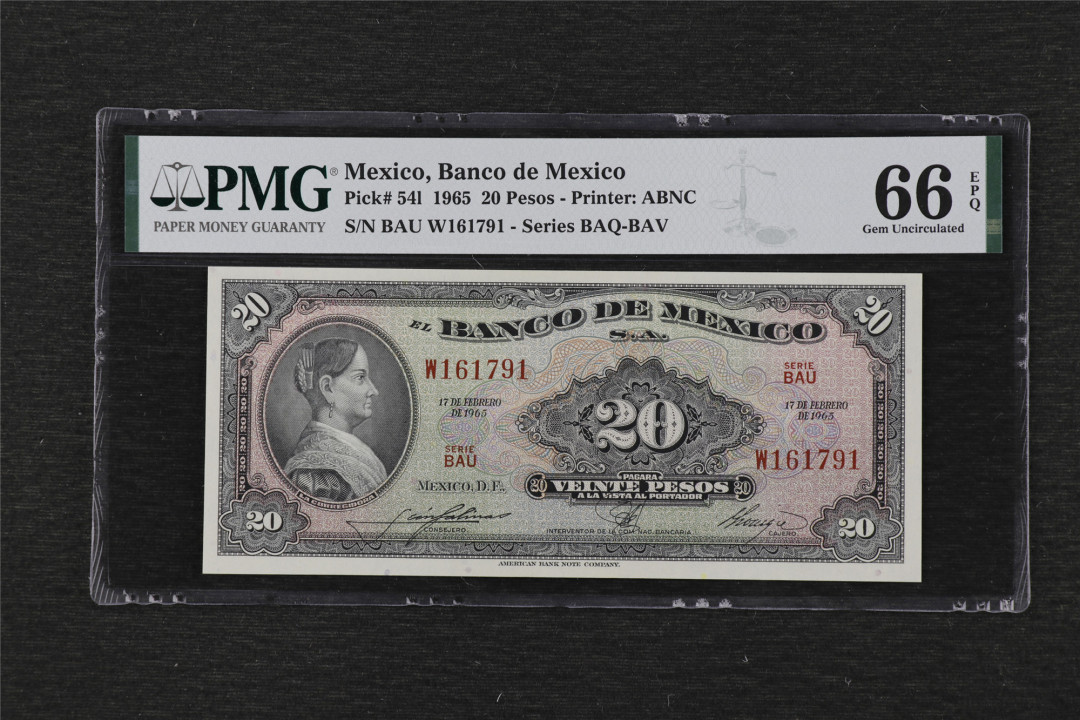 PMG®
PAPER MONEY GUARANTY
Mexico, Banco de Mexico
Pick# 54l 1965 20 Pesos - Printer: ABNC
S/N BAU W161791 - Series BAQ-BAV
66 EPQ
Gem Uncirculated
20
20
EL BANCO DE MEXICO
S.A.
W161791
SERIE
BAU
17 DE FEBRERO
DE 1965
17 DE FEBRERO
DE 1965
20
SERIE
BAU
W161791
PAGARA
MEXICO, D.F.,
20 VEINTE PESOS 20
A LA VISTA AL PORTADOR
LA CORREGIDORA
20
20
CONSEJERO.
INTERVENTOR DE LA COM. NAC. BANCARIA
CAJERO.
AMERICAN BANK NOTE COMPANY.